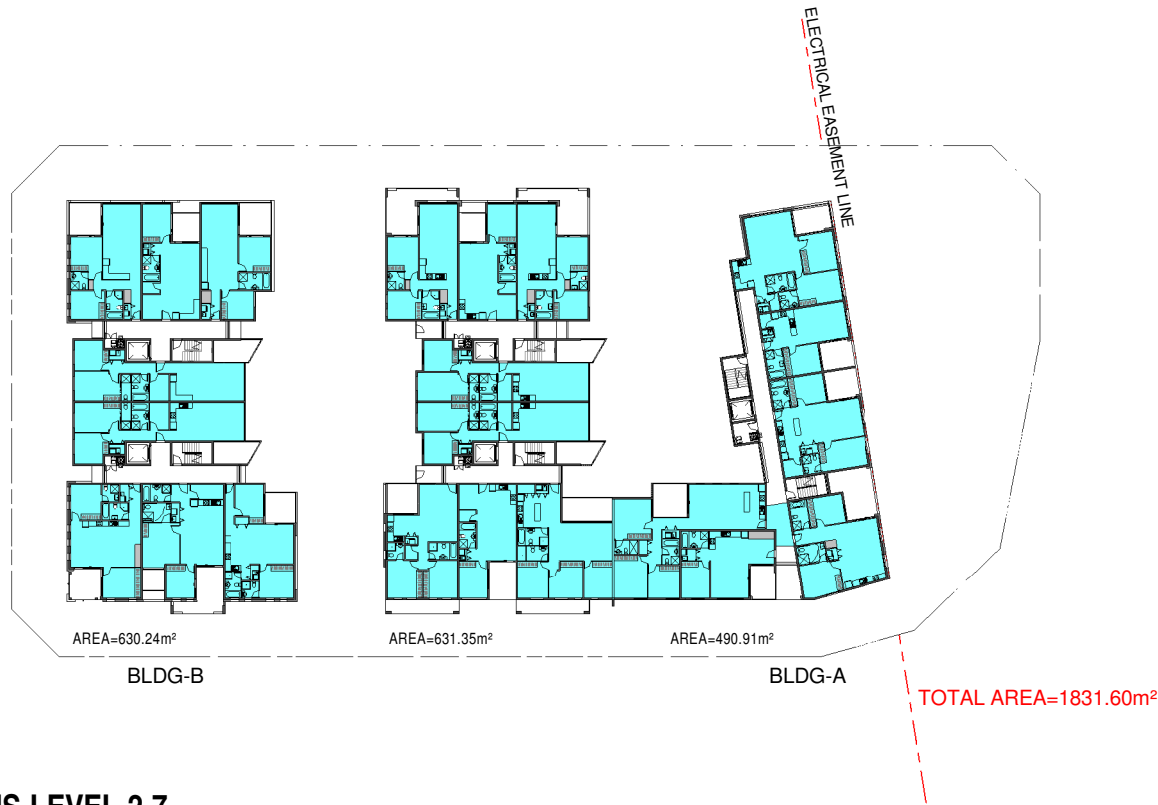 ELECTRICAL EASEMENT LINE
AREA=630.24m²
AREA=631.35m²
AREA=490.91m²
BLDG-B
BLDG-A
TOTAL AREA=1831.60m²